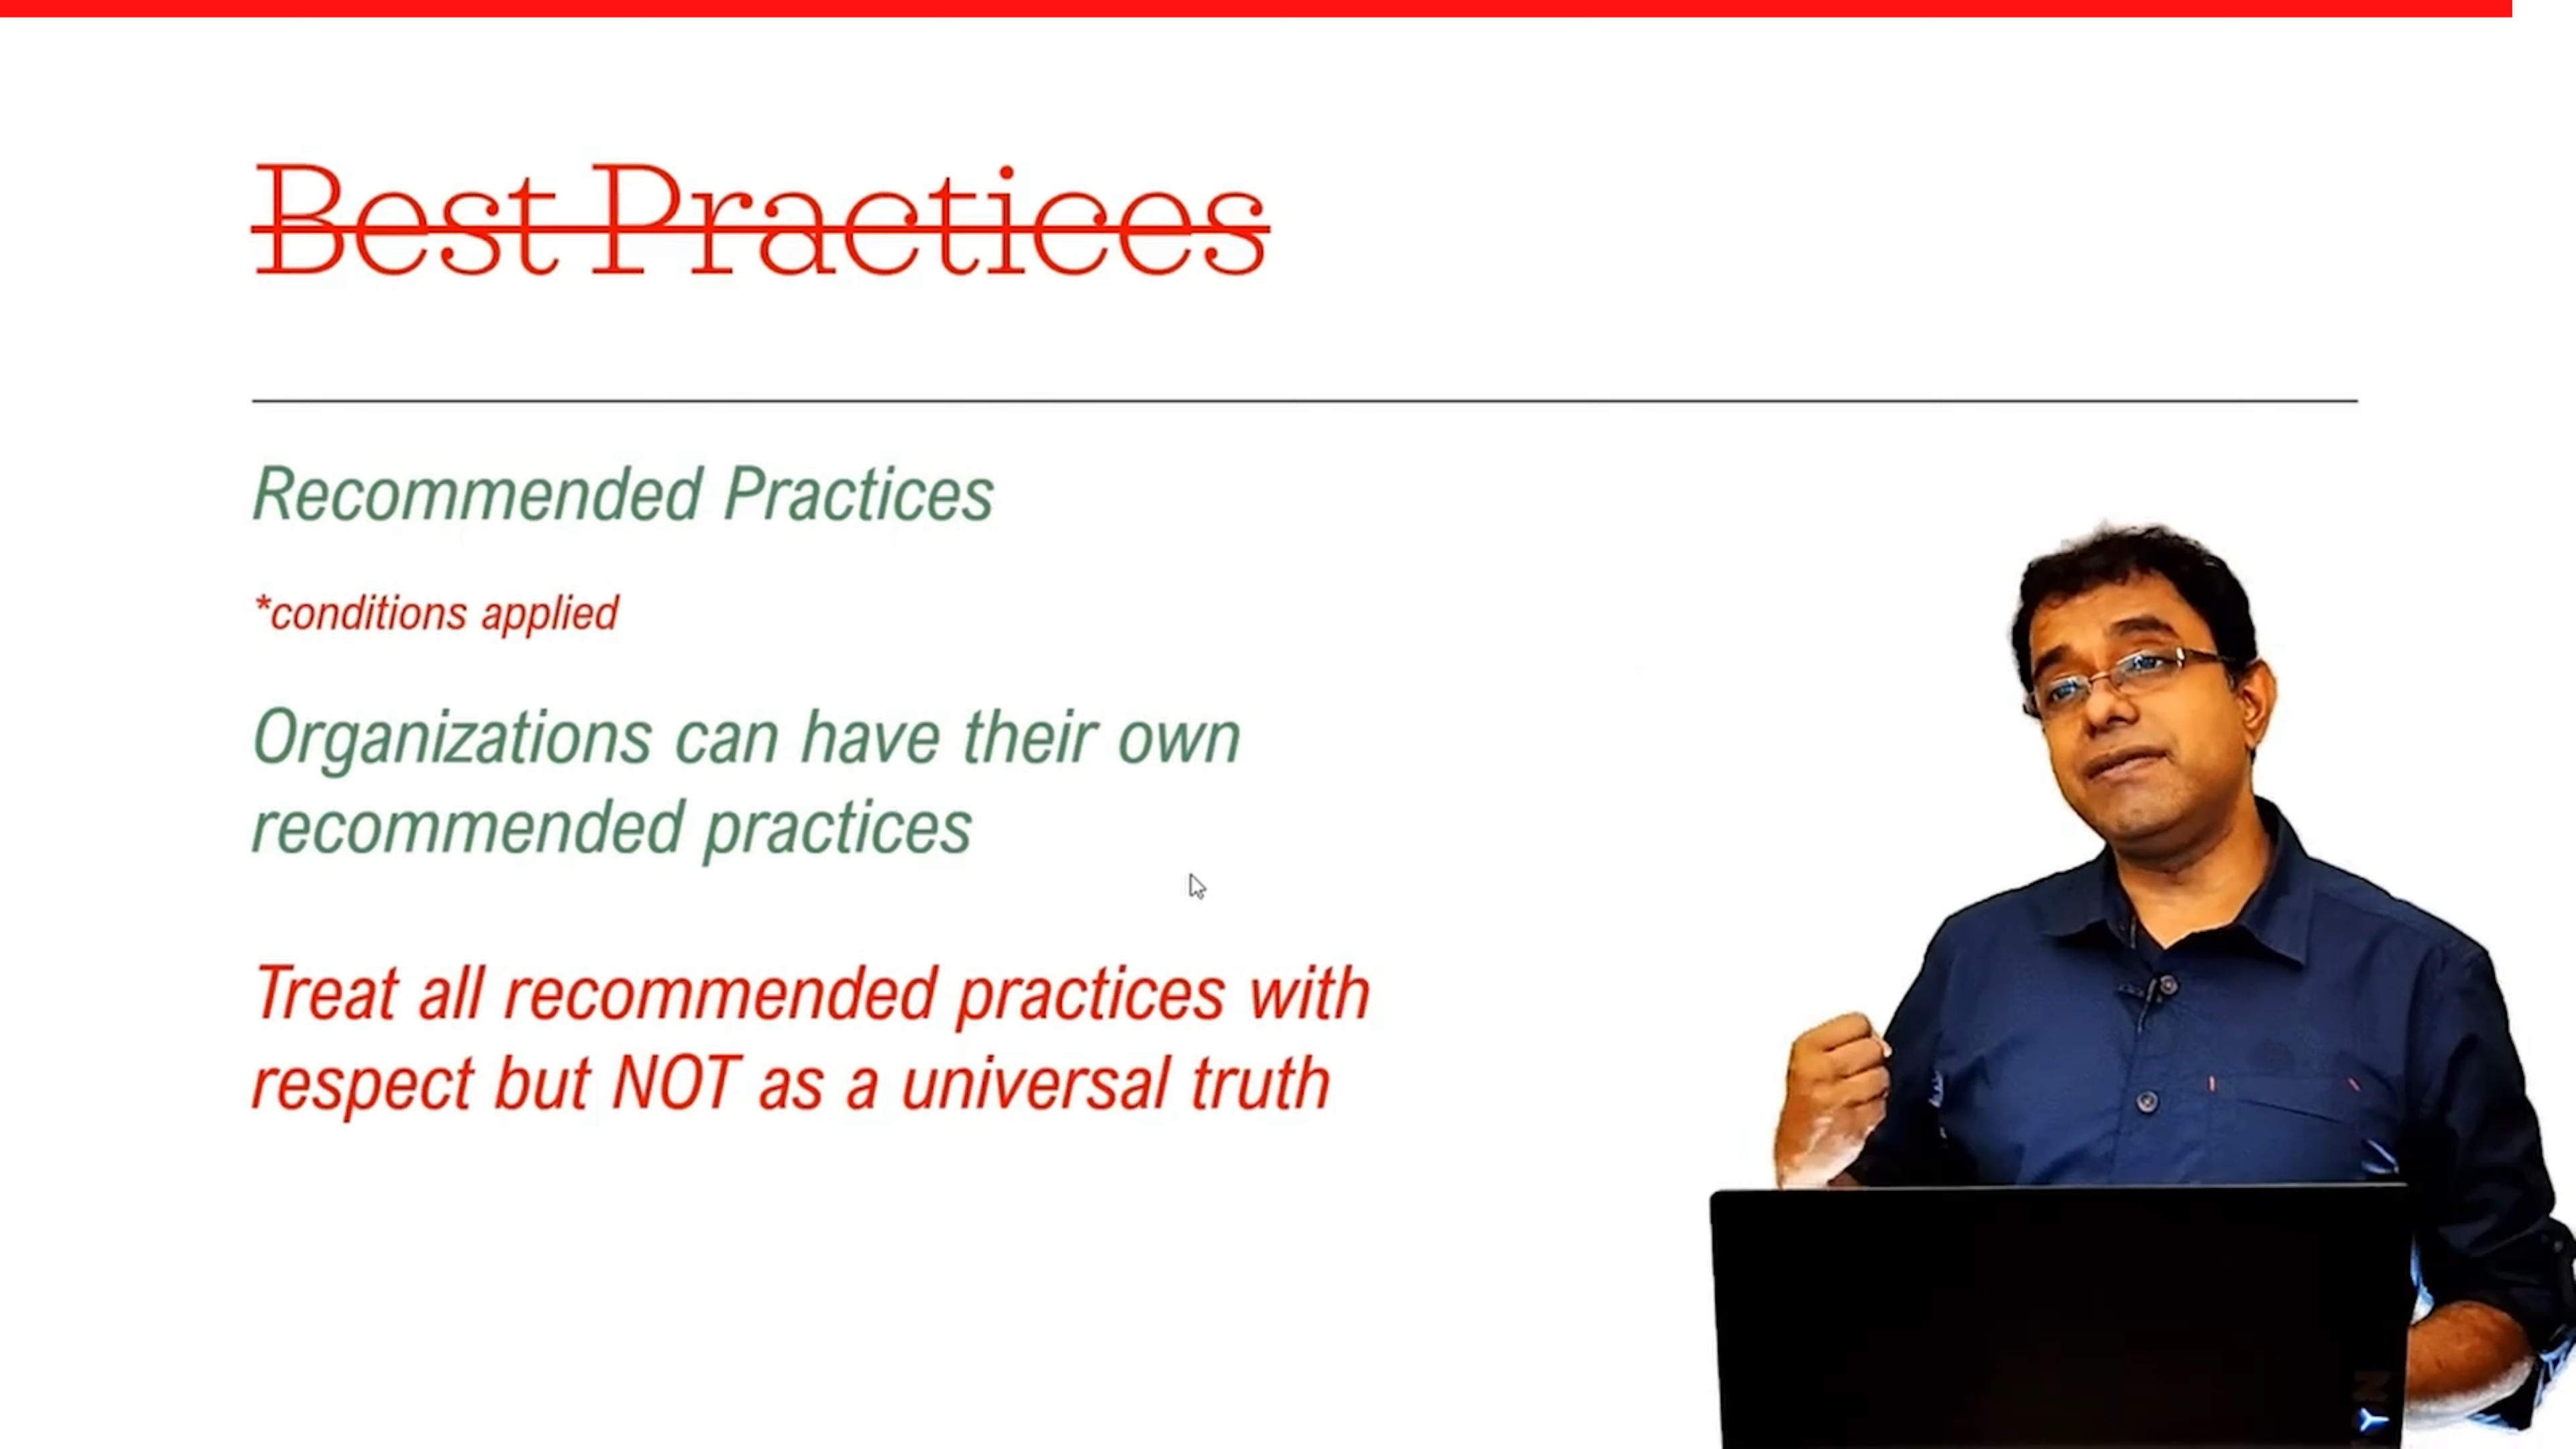 Best Practices
Recommended Practices
*conditions applied
Organizations can have their own
recommended practices
Treat all recommended practices with
respect but NOT as a universal truth